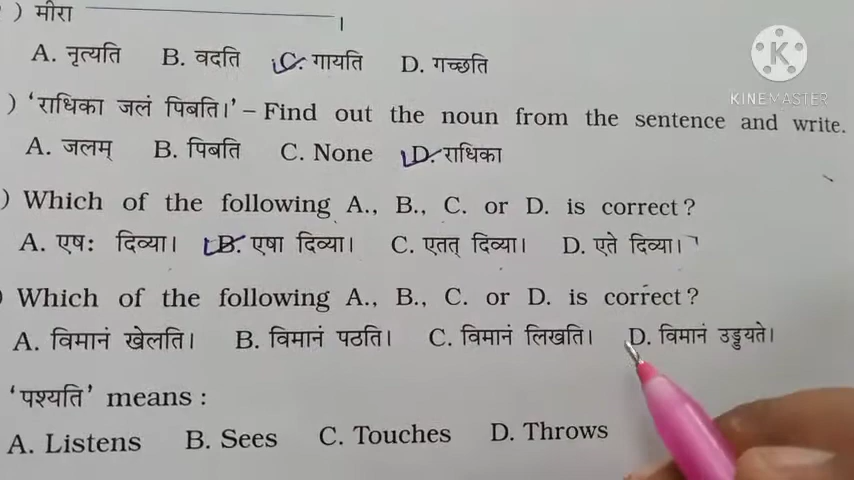 ) मीरा ——————————।
A. नृत्यति B. वदति C. गायति D. गच्छति
KINEMASTER
) ‘राधिका जलं पिबति।’ – Find out the noun from the sentence and write.
A. जलम् B. पिबति C. None D. राधिका
) Which of the following A., B., C. or D. is correct?
A. एष: दिव्या। B. एषा दिव्या। C. एतत् दिव्या। D. एते दिव्या।
) Which of the following A., B., C. or D. is correct?
A. विमानं खेलति। B. विमानं पठति। C. विमानं लिखति। D. विमानं उड्डयते।
‘पश्यति’ means :
A. Listens B. Sees C. Touches D. Throws